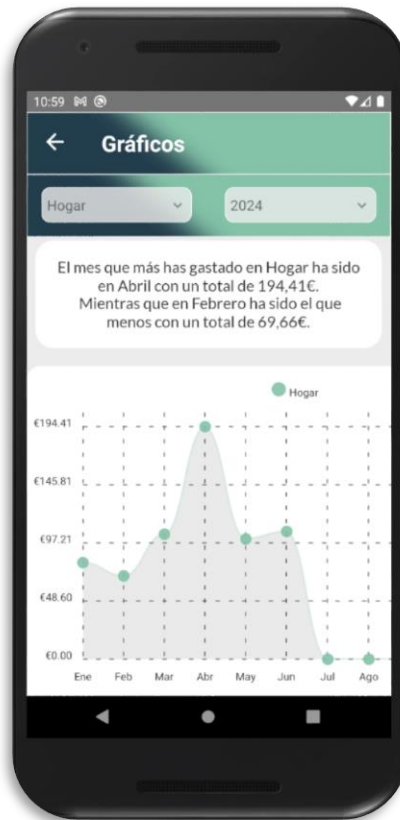 10:59
Gráficos
Hogar 2024
El mes que más has gastado en Hogar ha sido
en Abril con un total de 194,41€.
Mientras que en Febrero ha sido el que
menos con un total de 69,66€.
Hogar
€194.41
€145.81
€97.21
€48.60
€0.00
Ene Feb Mar Abr May Jun Jul Ago